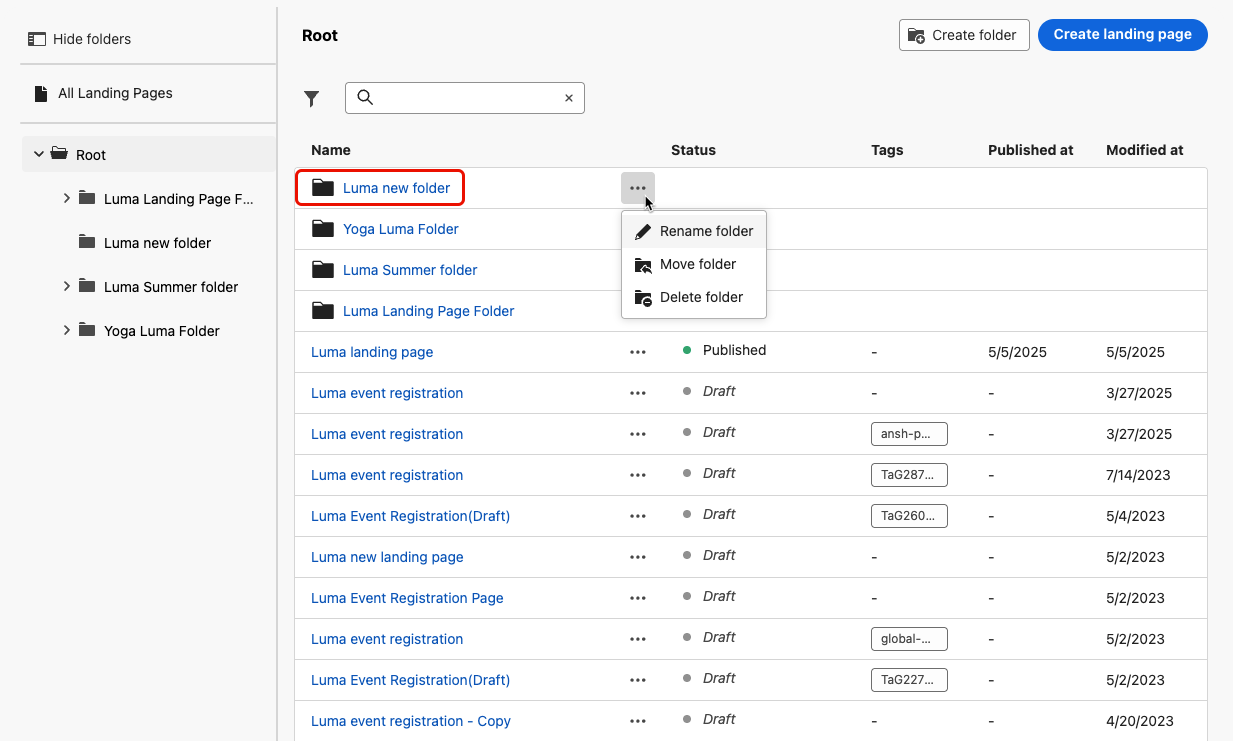 Hide folders
All Landing Pages
Root
Luma Landing Page F...
Luma new folder
Luma Summer folder
Yoga Luma Folder
Root
Create folder
Create landing page
Name Status Tags Published at Modified at
Luma new folder
Yoga Luma Folder
Luma Summer folder
Luma Landing Page Folder
Rename folder
Move folder
Delete folder
Luma landing page Published - 5/5/2025 5/5/2025
Luma event registration Draft - - 3/27/2025
Luma event registration Draft ansh-p... - 3/27/2025
Luma event registration Draft TaG287... - 7/14/2023
Luma Event Registration(Draft) Draft TaG260... - 5/4/2023
Luma new landing page Draft - - 5/2/2023
Luma Event Registration Page Draft - - 5/2/2023
Luma event registration Draft global-... - 5/2/2023
Luma Event Registration(Draft) Draft TaG227... - 5/2/2023
Luma event registration - Copy Draft - - 4/20/2023